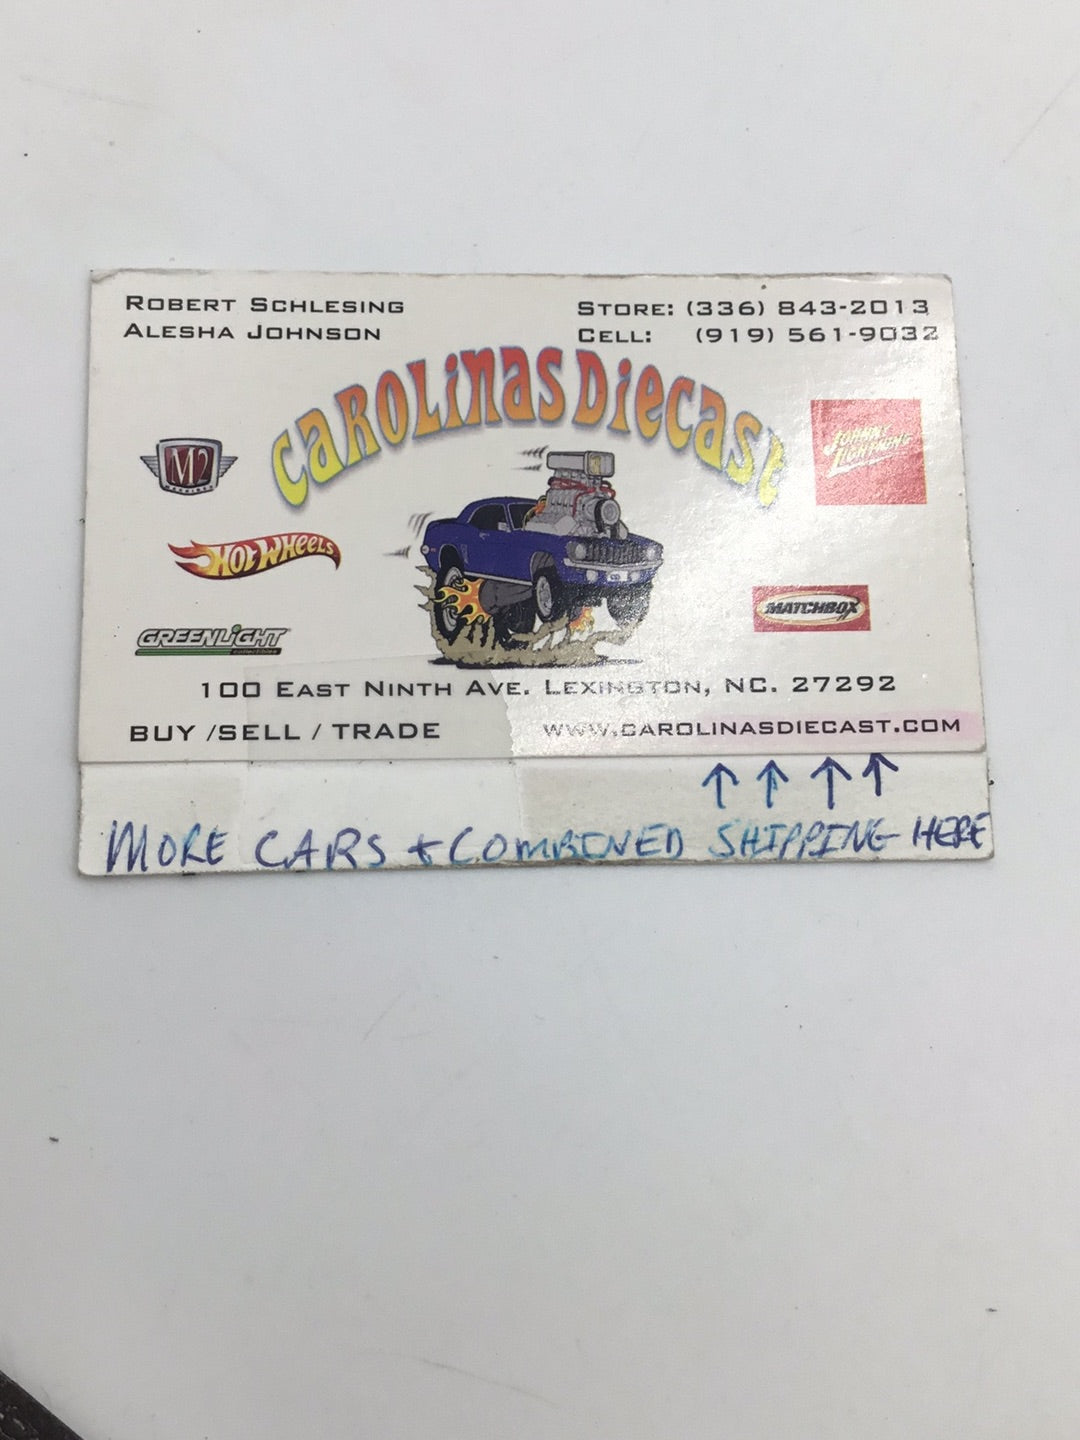 ROBERT SCHLESING
ALESHA JOHNSON
STORE: (336) 843-2013
CELL: (919) 561-9032
CAROLINAS DIECAST
M2
MACHINES
JOHNNY LIGHTNING
HOT WHEELS
MATCHBOX
GREENLIGHT
collectibles
100 EAST NINTH AVE. LEXINGTON, NC. 27292
BUY /SELL / TRADE
WWW.CAROLINASDIECAST.COM
MORE CARS + COMBINED SHIPPING HERE